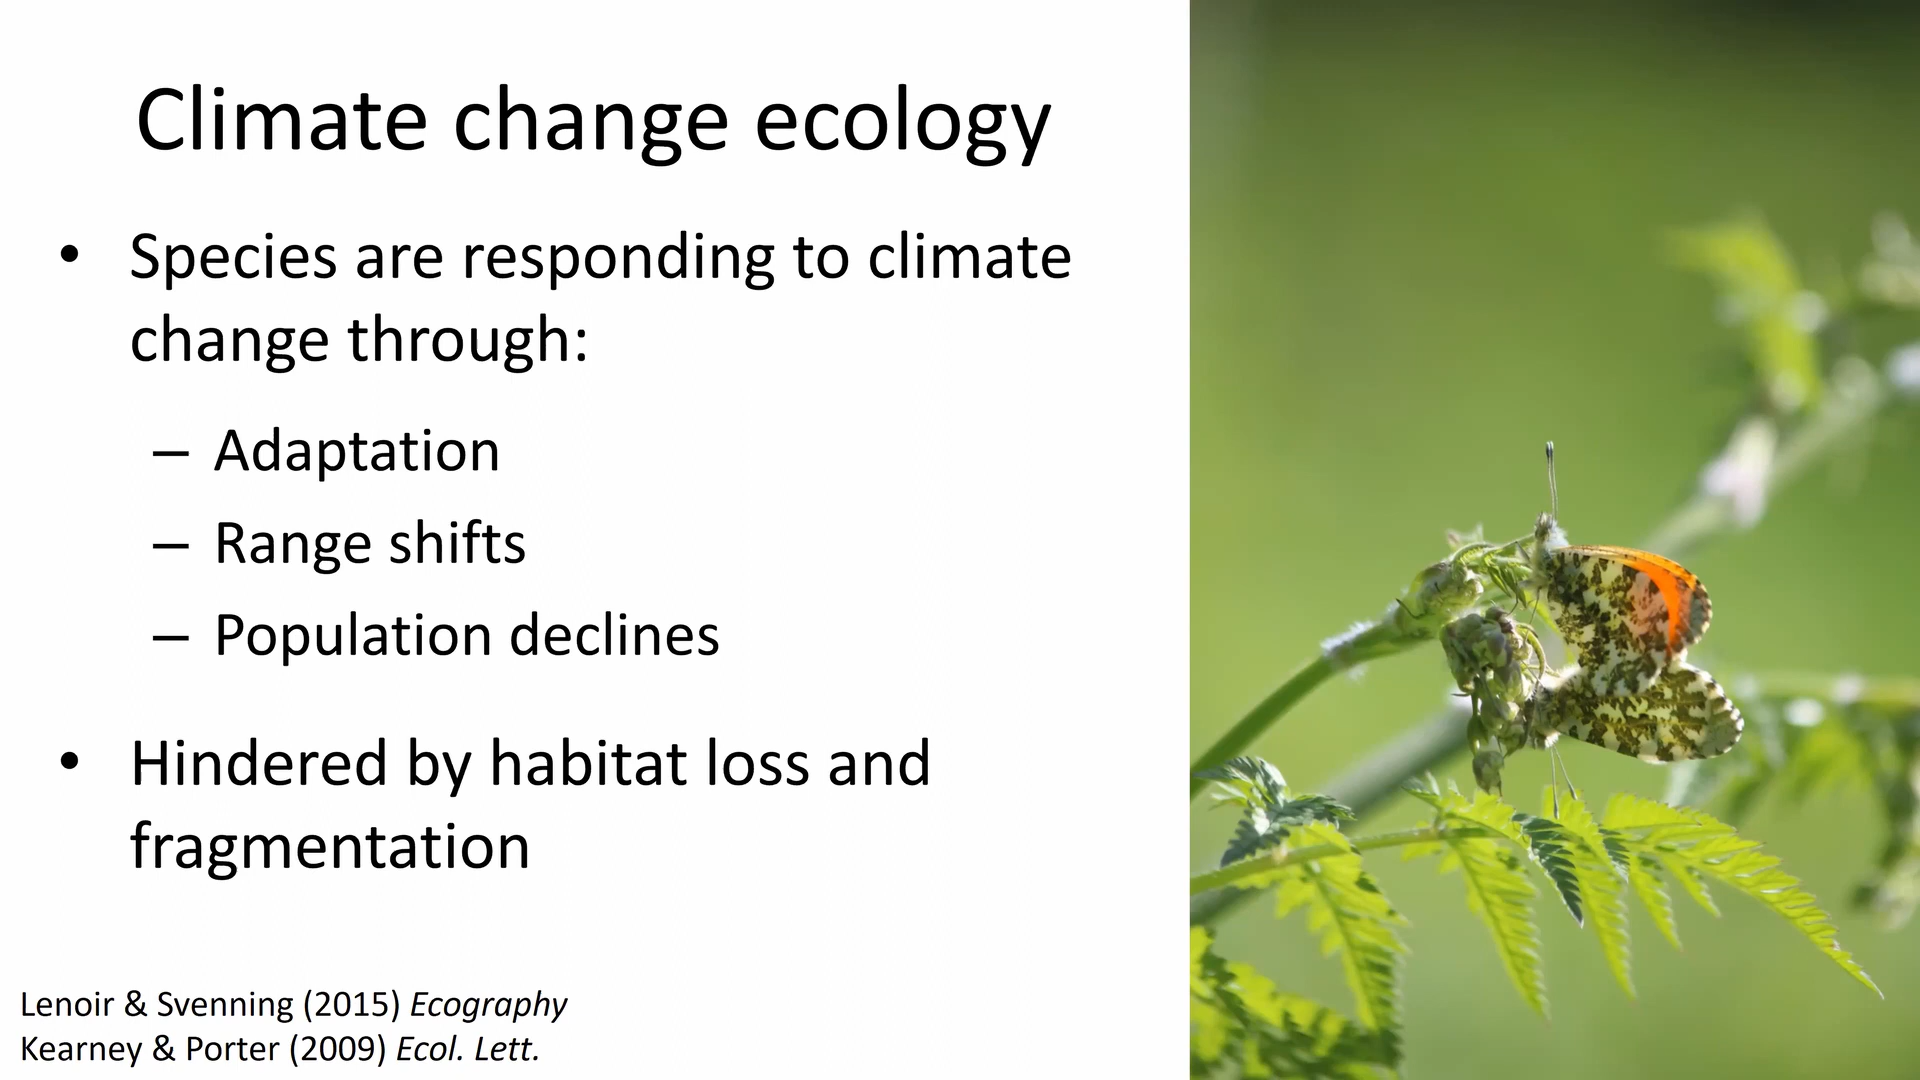 Climate change ecology
• Species are responding to climate
change through:
– Adaptation
– Range shifts
– Population declines
• Hindered by habitat loss and
fragmentation
Lenoir & Svenning (2015) Ecography
Kearney & Porter (2009) Ecol. Lett.